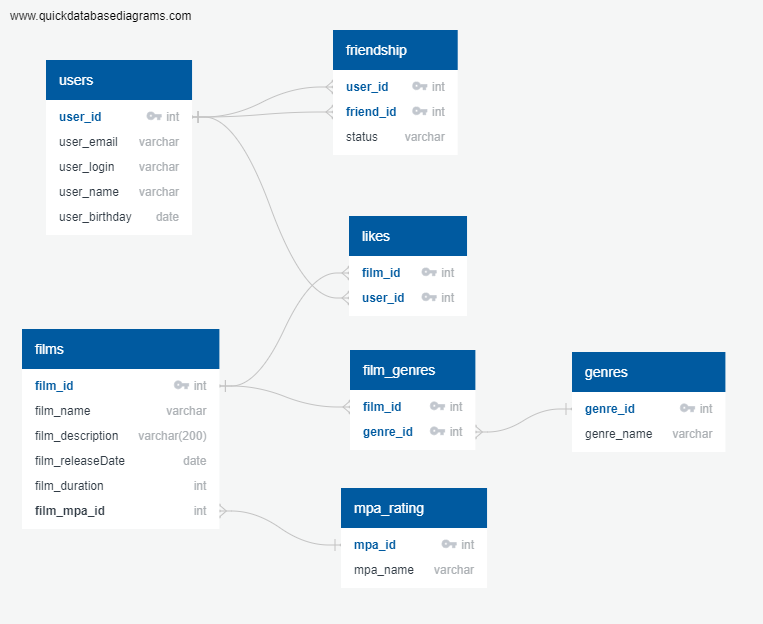 www.quickdatabasediagrams.com
users
user_id int
user_email varchar
user_login varchar
user_name varchar
user_birthday date
friendship
user_id int
friend_id int
status varchar
likes
film_id int
user_id int
films
film_id int
film_name varchar
film_description varchar(200)
film_releaseDate date
film_duration int
film_mpa_id int
film_genres
film_id int
genre_id int
genres
genre_id int
genre_name varchar
mpa_rating
mpa_id int
mpa_name varchar